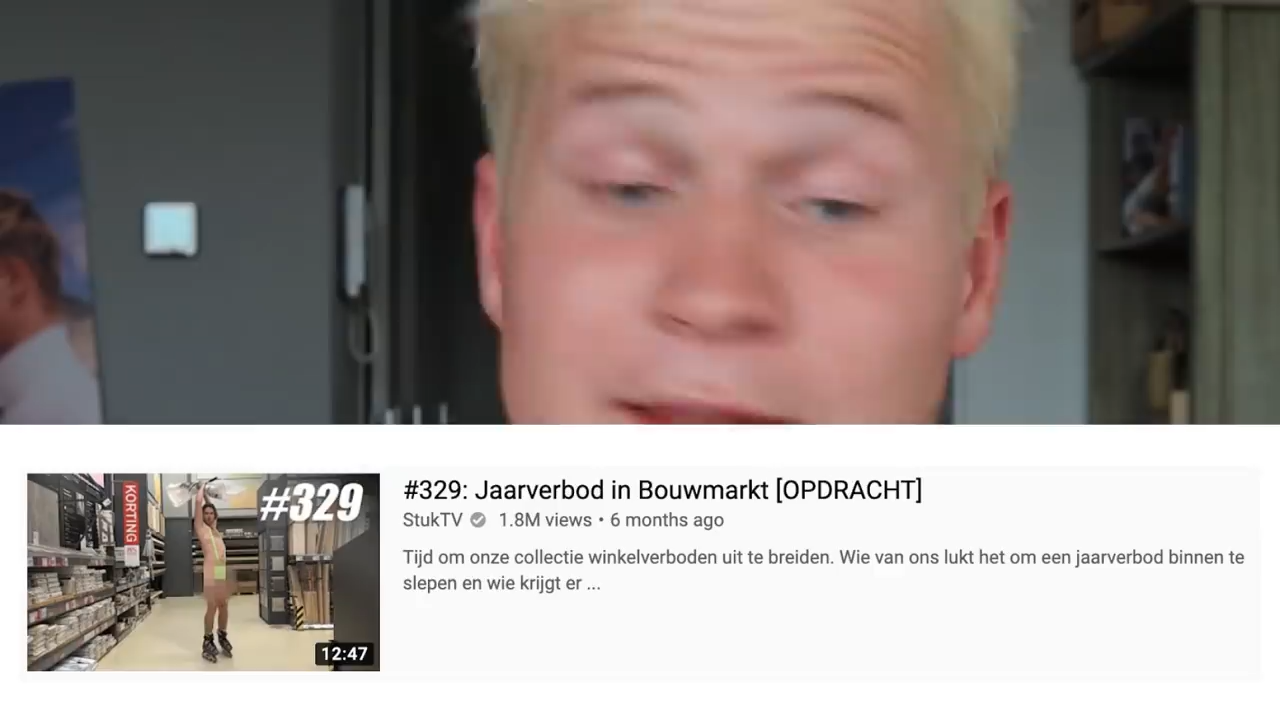 KORTING
#329
12:47
#329: Jaarverbod in Bouwmarkt [OPDRACHT]
StukTV 1.8M views • 6 months ago
Tijd om onze collectie winkelverboden uit te breiden. Wie van ons lukt het om een jaarverbod binnen te
slepen en wie krijgt er ...